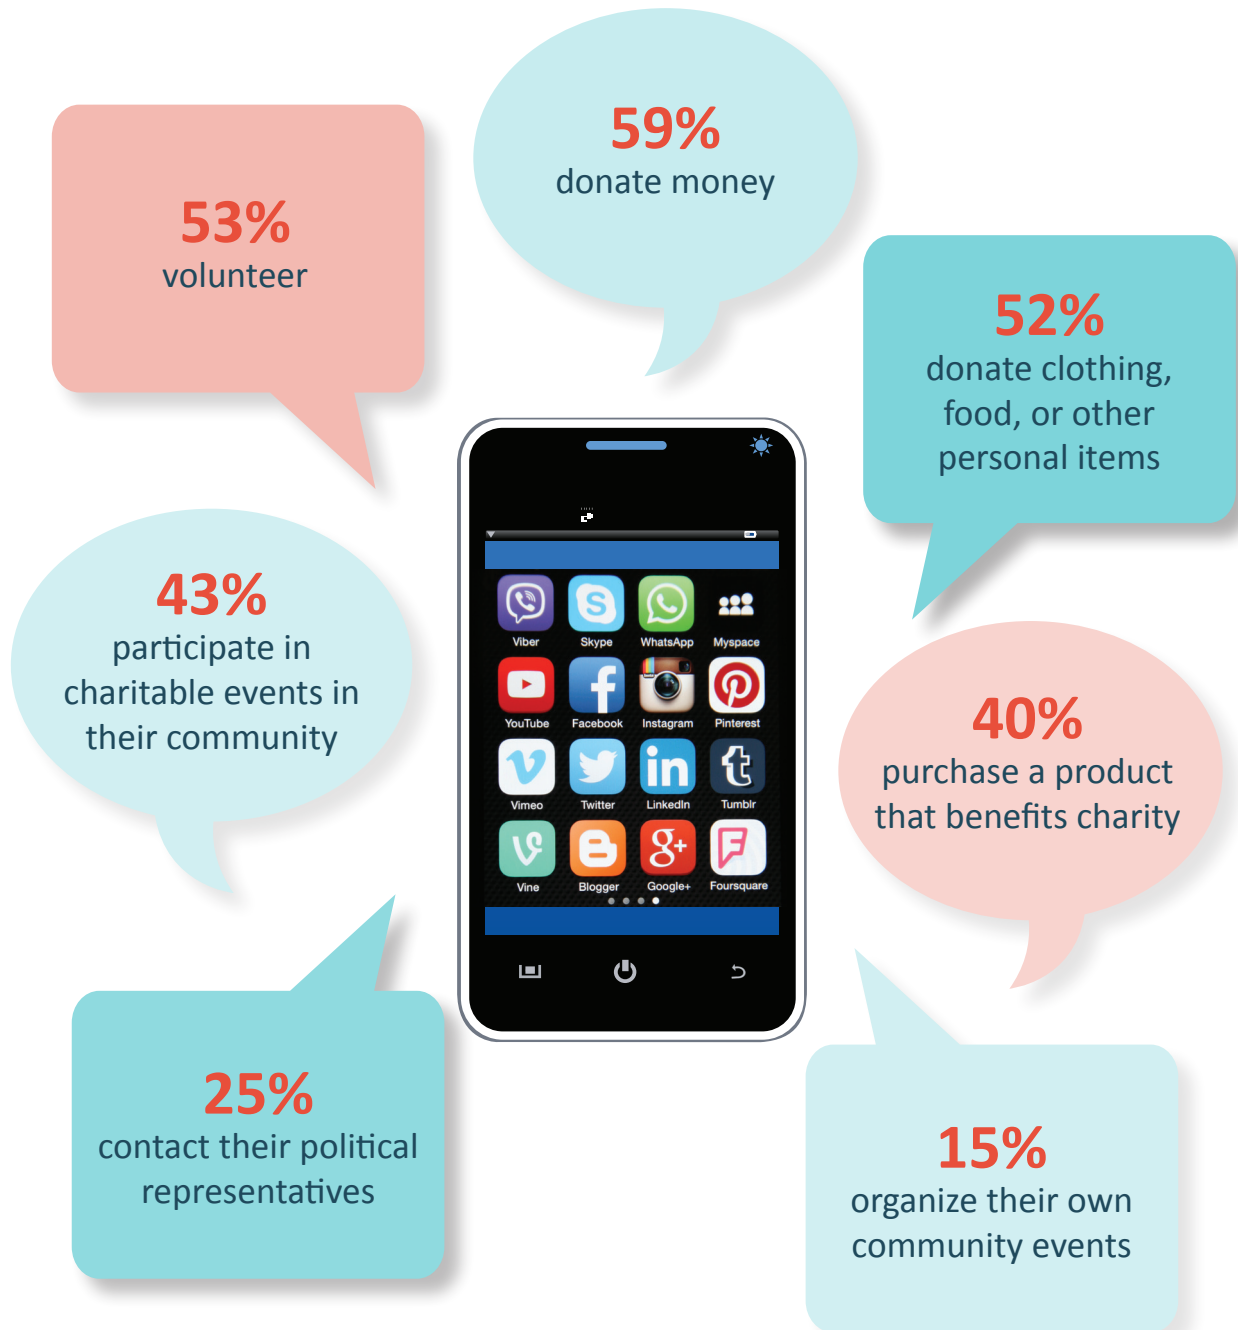 59%
donate money
53%
volunteer
52%
donate clothing,
food, or other
personal items
43%
participate in
charitable events in
their community
Viber Skype WhatsApp Myspace
YouTube Facebook Instagram Pinterest
Vimeo Twitter LinkedIn Tumblr
Vine Blogger Google+ Foursquare
40%
purchase a product
that benefits charity
25%
contact their political
representatives
15%
organize their own
community events